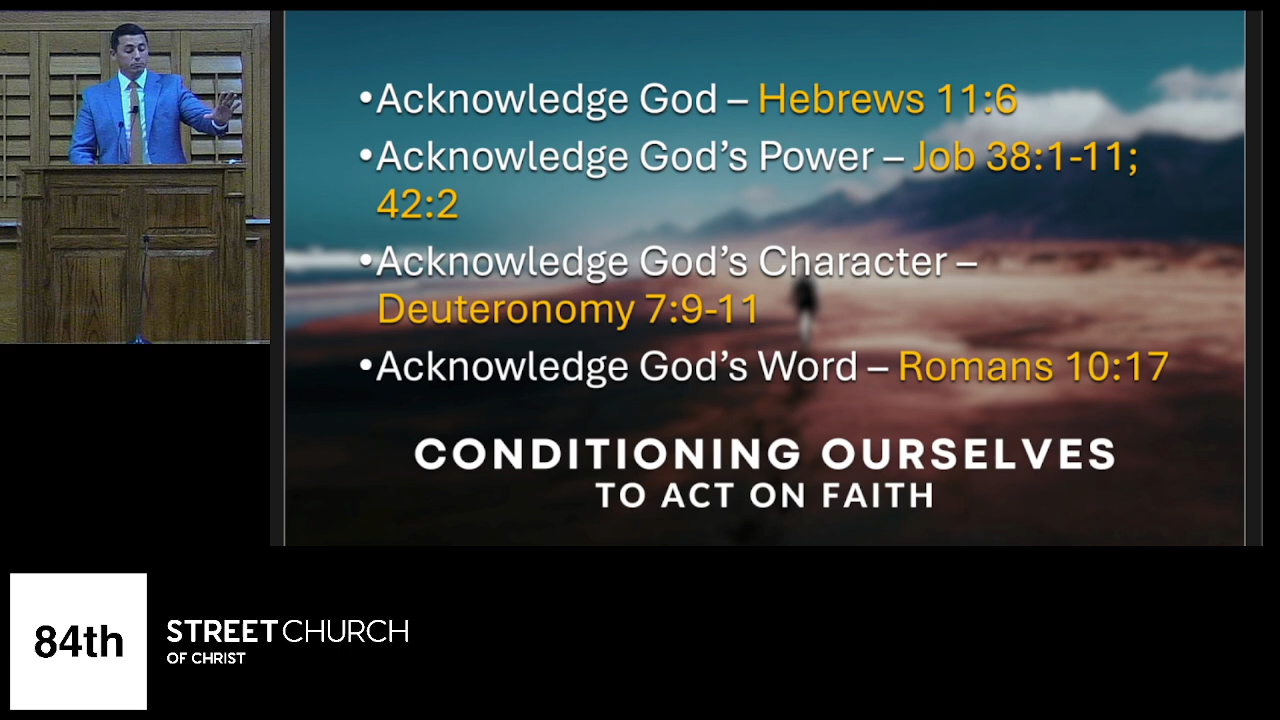 •Acknowledge God – Hebrews 11:6
•Acknowledge God’s Power – Job 38:1-11;
42:2
•Acknowledge God’s Character –
Deuteronomy 7:9-11
•Acknowledge God’s Word – Romans 10:17
CONDITIONING OURSELVES
TO ACT ON FAITH
84th
STREET CHURCH
OF CHRIST